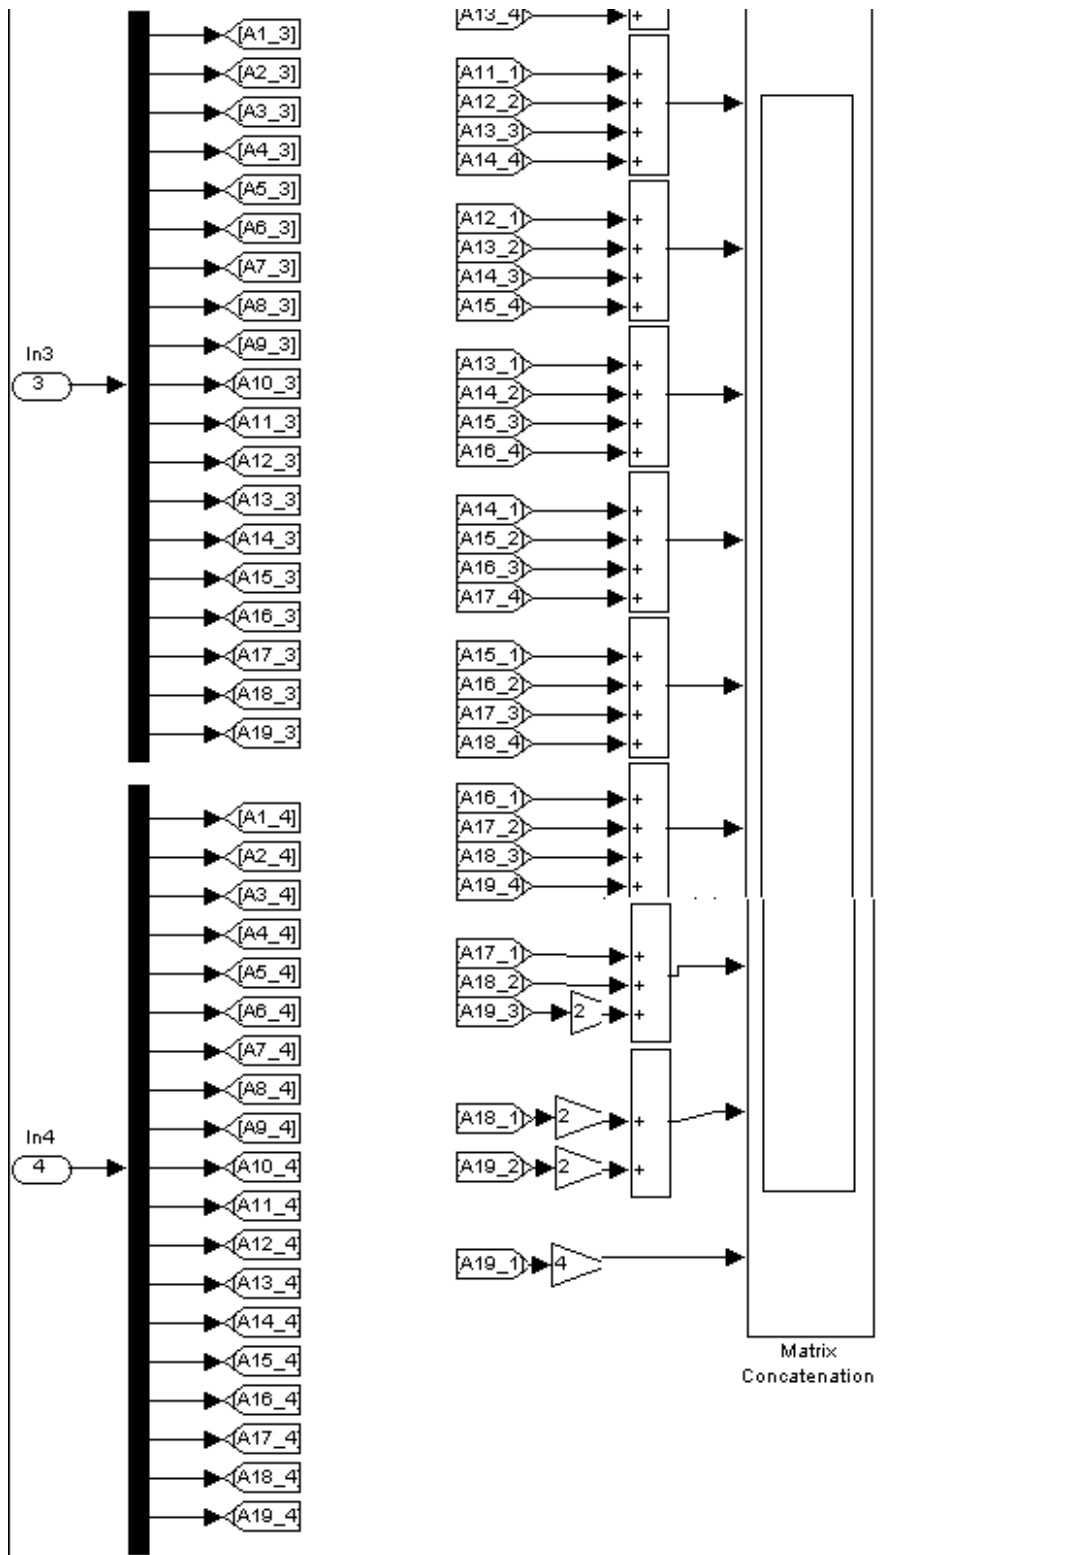 [A1_3]
[A2_3]
[A3_3]
[A4_3]
[A5_3]
[A6_3]
[A7_3]
[A8_3]
[A9_3]
In3
3
[A10_3]
[A11_3]
[A12_3]
[A13_3]
[A14_3]
[A15_3]
[A16_3]
[A17_3]
[A18_3]
[A19_3]
[A1_4]
[A2_4]
[A3_4]
[A4_4]
[A5_4]
[A6_4]
[A7_4]
[A8_4]
[A9_4]
In4
4
[A10_4]
[A11_4]
[A12_4]
[A13_4]
[A14_4]
[A15_4]
[A16_4]
[A17_4]
[A18_4]
[A19_4]
[A13_4] +
[A11_1] +
[A12_2] +
[A13_3] +
[A14_4] +
[A12_1] +
[A13_2] +
[A14_3] +
[A15_4] +
[A13_1] +
[A14_2] +
[A15_3] +
[A16_4] +
[A14_1] +
[A15_2] +
[A16_3] +
[A17_4] +
[A15_1] +
[A16_2] +
[A17_3] +
[A18_4] +
[A16_1] +
[A17_2] +
[A18_3] +
[A19_4] +
[A17_1] +
[A18_2] +
[A19_3] 2 +
[A18_1] 2 +
[A19_2] 2 +
[A19_1] 4
Matrix
Concatenation